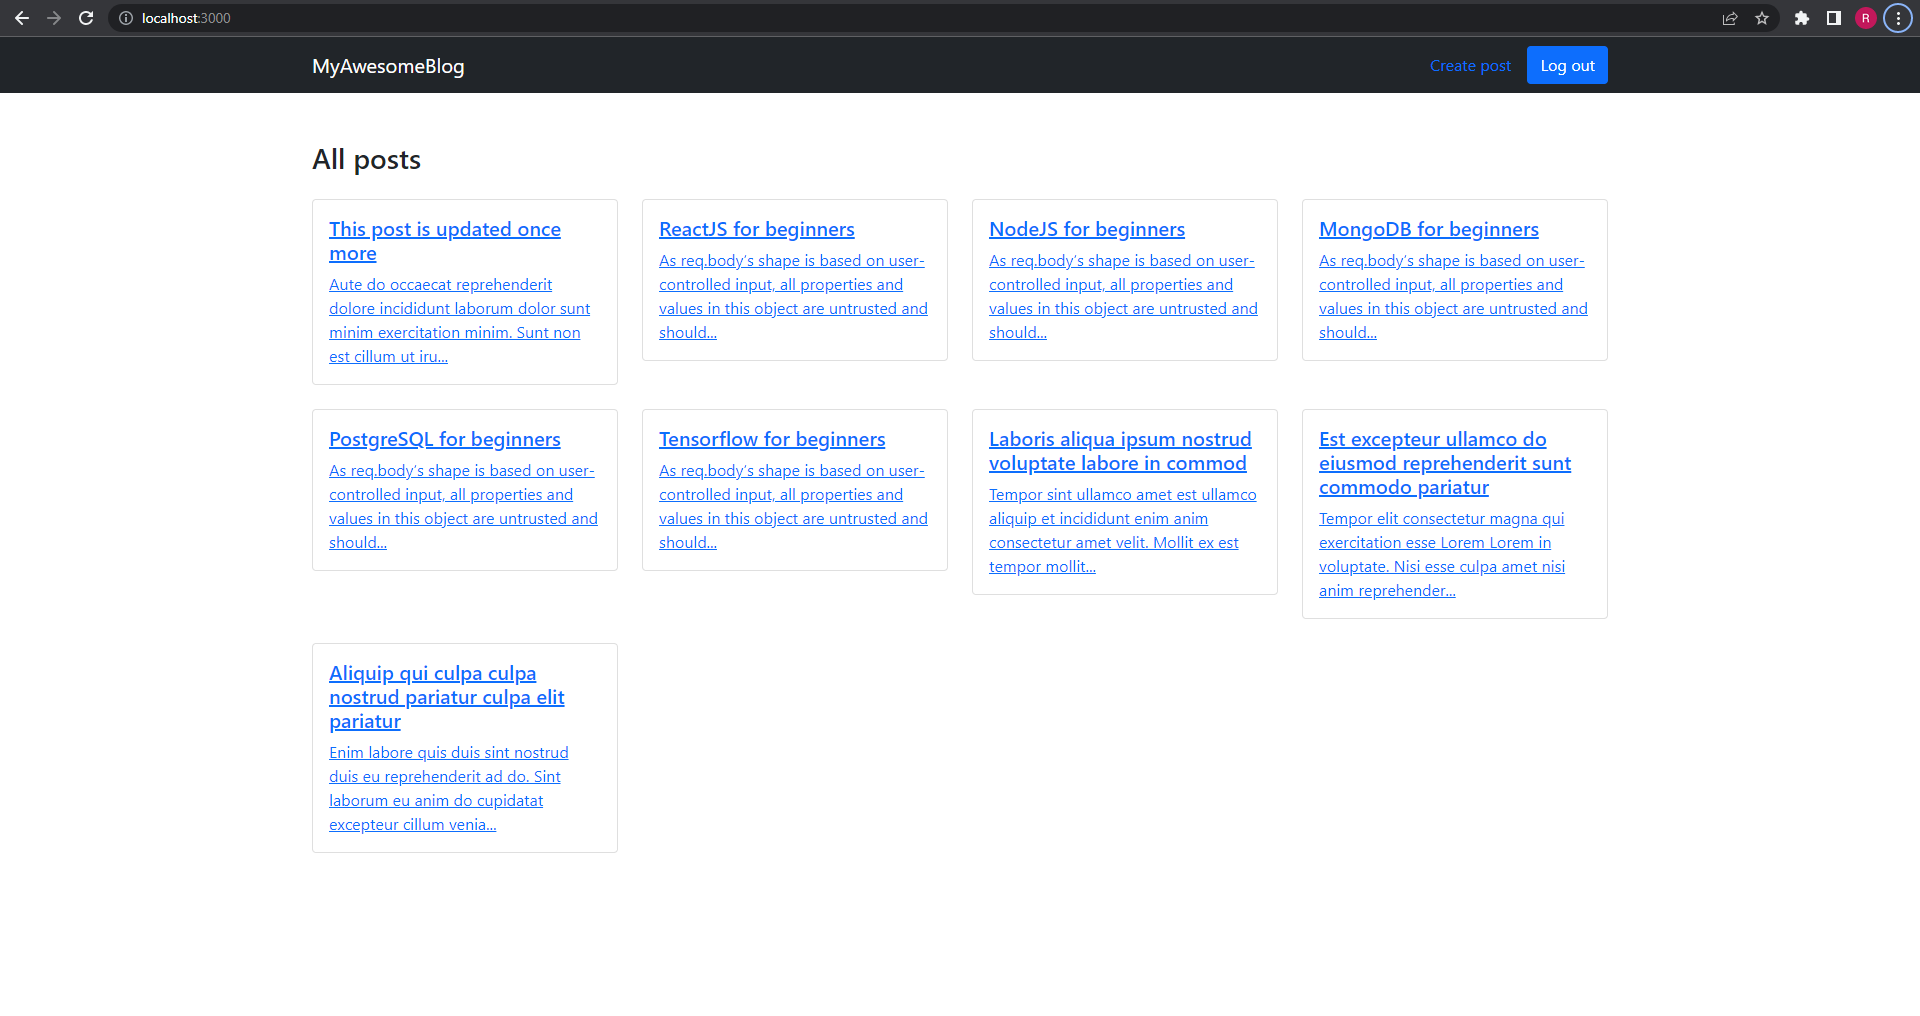 localhost:3000
R
MyAwesomeBlog
Create post
Log out
All posts
This post is updated once
more
Aute do occaecat reprehenderit
dolore incididunt laborum dolor sunt
minim exercitation minim. Sunt non
est cillum ut iru...
ReactJS for beginners
As req.body’s shape is based on user-
controlled input, all properties and
values in this object are untrusted and
should...
NodeJS for beginners
As req.body’s shape is based on user-
controlled input, all properties and
values in this object are untrusted and
should...
MongoDB for beginners
As req.body’s shape is based on user-
controlled input, all properties and
values in this object are untrusted and
should...
PostgreSQL for beginners
As req.body’s shape is based on user-
controlled input, all properties and
values in this object are untrusted and
should...
Tensorflow for beginners
As req.body’s shape is based on user-
controlled input, all properties and
values in this object are untrusted and
should...
Laboris aliqua ipsum nostrud
voluptate labore in commod
Tempor sint ullamco amet est ullamco
aliquip et incididunt enim anim
consectetur amet velit. Mollit ex est
tempor mollit...
Est excepteur ullamco do
eiusmod reprehenderit sunt
commodo pariatur
Tempor elit consectetur magna qui
exercitation esse Lorem Lorem in
voluptate. Nisi esse culpa amet nisi
anim reprehender...
Aliquip qui culpa culpa
nostrud pariatur culpa elit
pariatur
Enim labore quis duis sint nostrud
duis eu reprehenderit ad do. Sint
laborum eu anim do cupidatat
excepteur cillum venia...